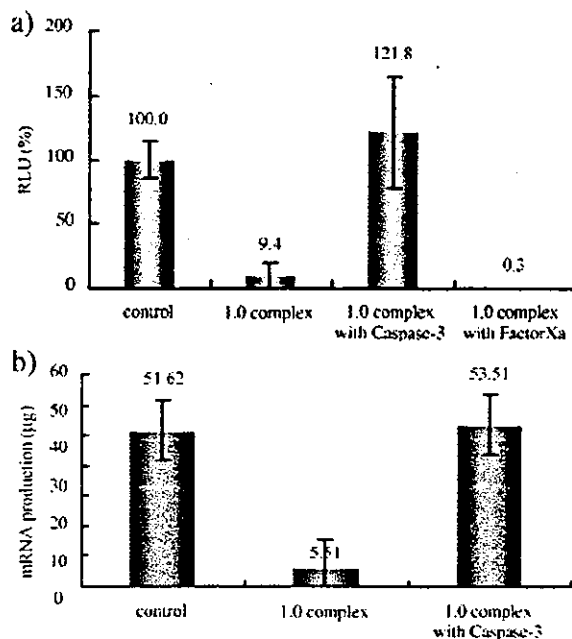 a)
200
150
100
50
0
RLU (%)
100.0
9.4
121.8
0.3
control
1.0 complex
1.0 complex
with Caspase-3
1.0 complex
with FactorXa
b)
60
50
40
30
20
10
0
mRNA production (μg)
51.62
5.51
53.51
control
1.0 complex
1.0 complex
with Caspase-3